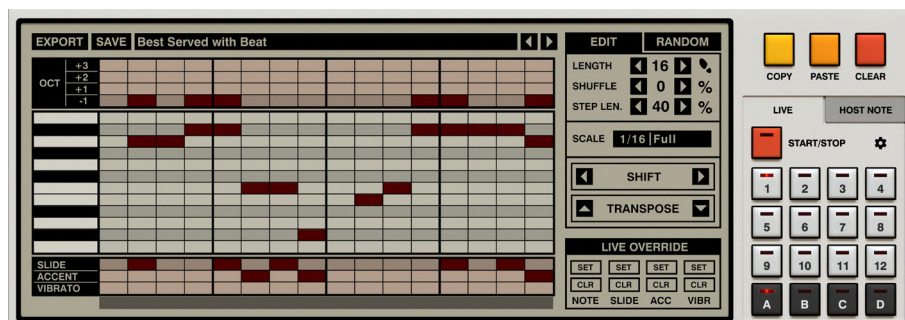 EXPORT SAVE Best Served with Beat
OCT +3
+2
+1
-1
SLIDE
ACCENT
VIBRATO
EDIT RANDOM
LENGTH 16
SHUFFLE 0 %
STEP LEN. 40 %
SCALE 1/16 |Full
SHIFT
TRANSPOSE
LIVE OVERRIDE
SET SET SET SET
CLR CLR CLR CLR
NOTE SLIDE ACC VIBR
COPY PASTE CLEAR
LIVE HOST NOTE
START/STOP
1 2 3 4
5 6 7 8
9 10 11 12
A B C D